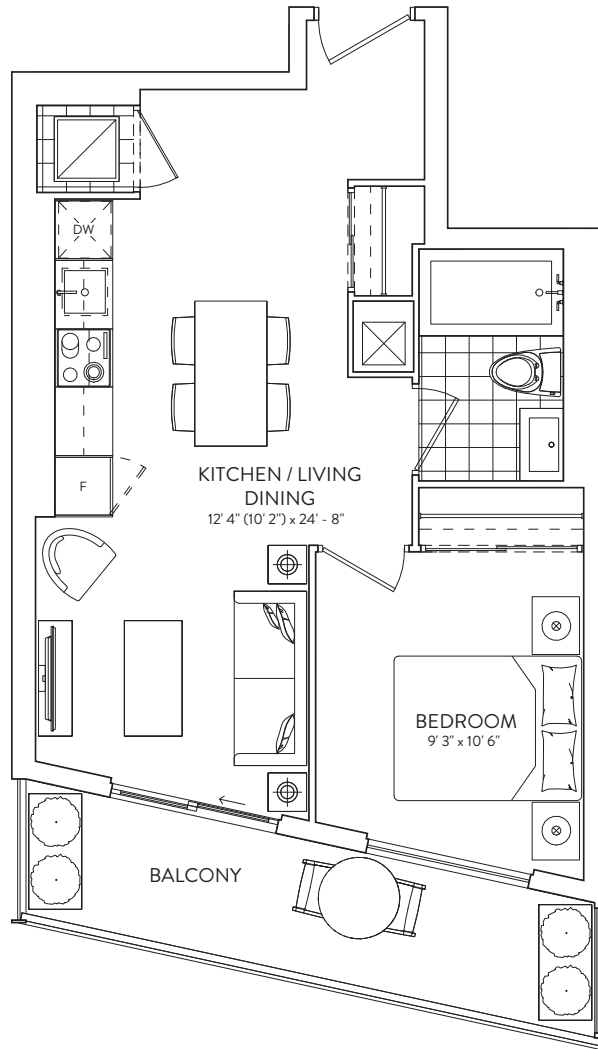 DW
F
KITCHEN / LIVING
DINING
12' 4" (10' 2") x 24' - 8"
BEDROOM
9' 3" x 10' 6"
BALCONY